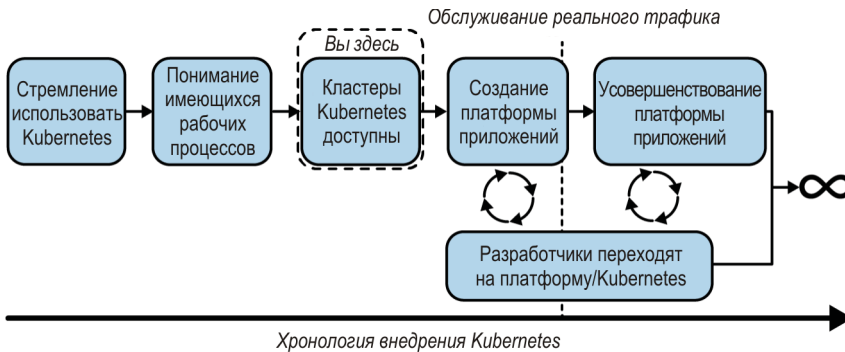 Обслуживание реального трафика
Вы здесь
Стремление
использовать
Kubernetes
Понимание
имеющихся
рабочих
процессов
Кластеры
Kubernetes
доступны
Создание
платформы
приложений
Усовершенствование
платформы
приложений
Разработчики переходят
на платформу/Kubernetes
Хронология внедрения Kubernetes